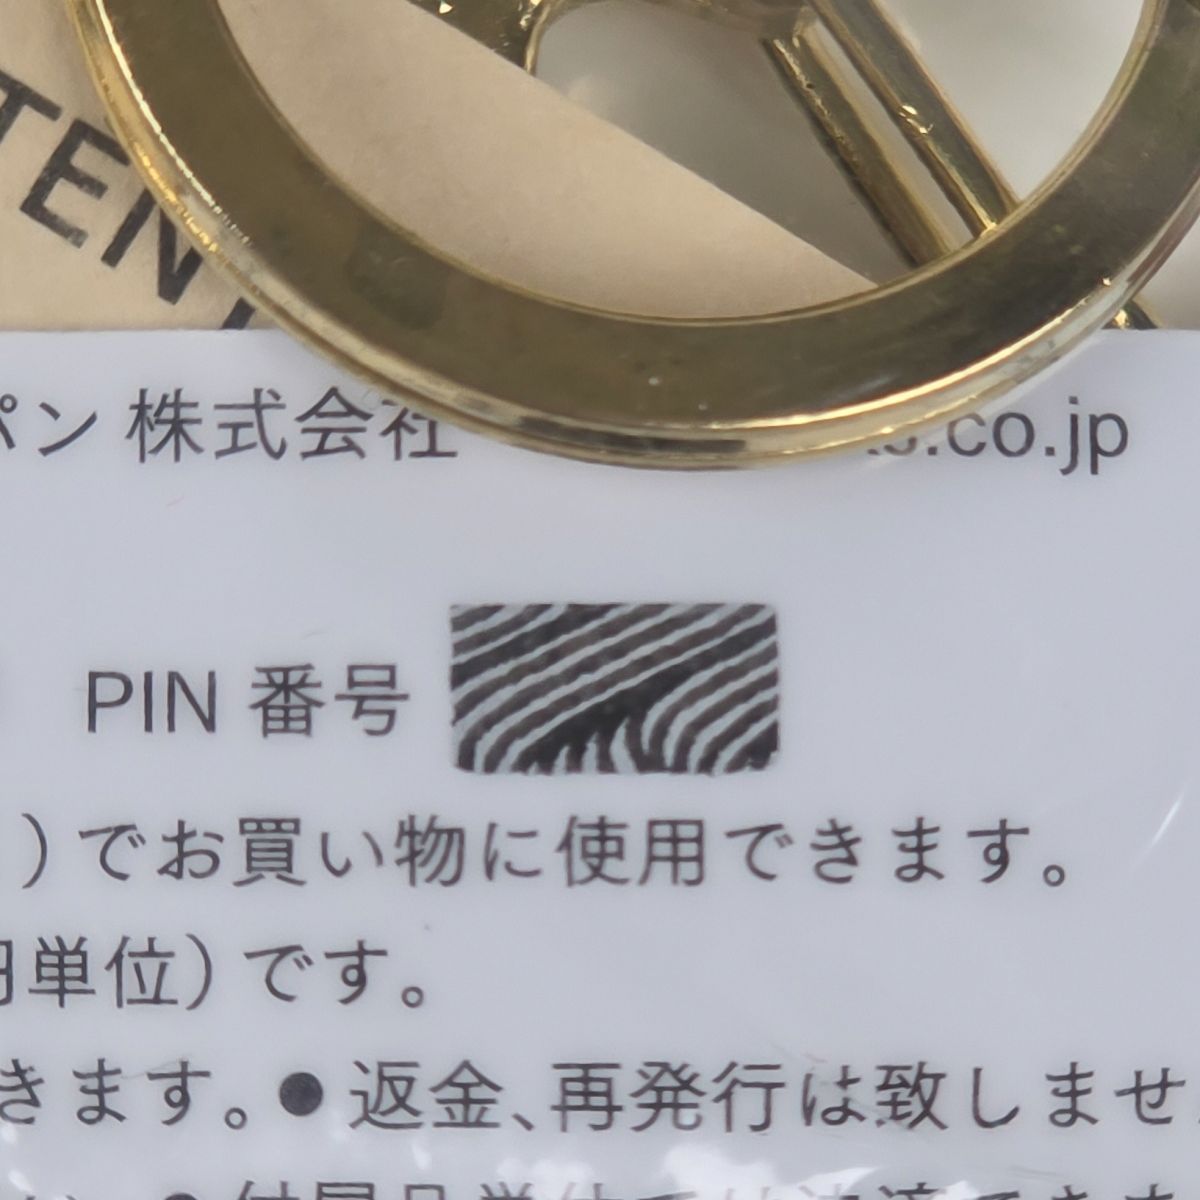 TEN
パン 株式会社 .co.jp
PIN 番号
）でお買い物に使用できます。
円単位）です。
きます。●返金、再発行は致しませ